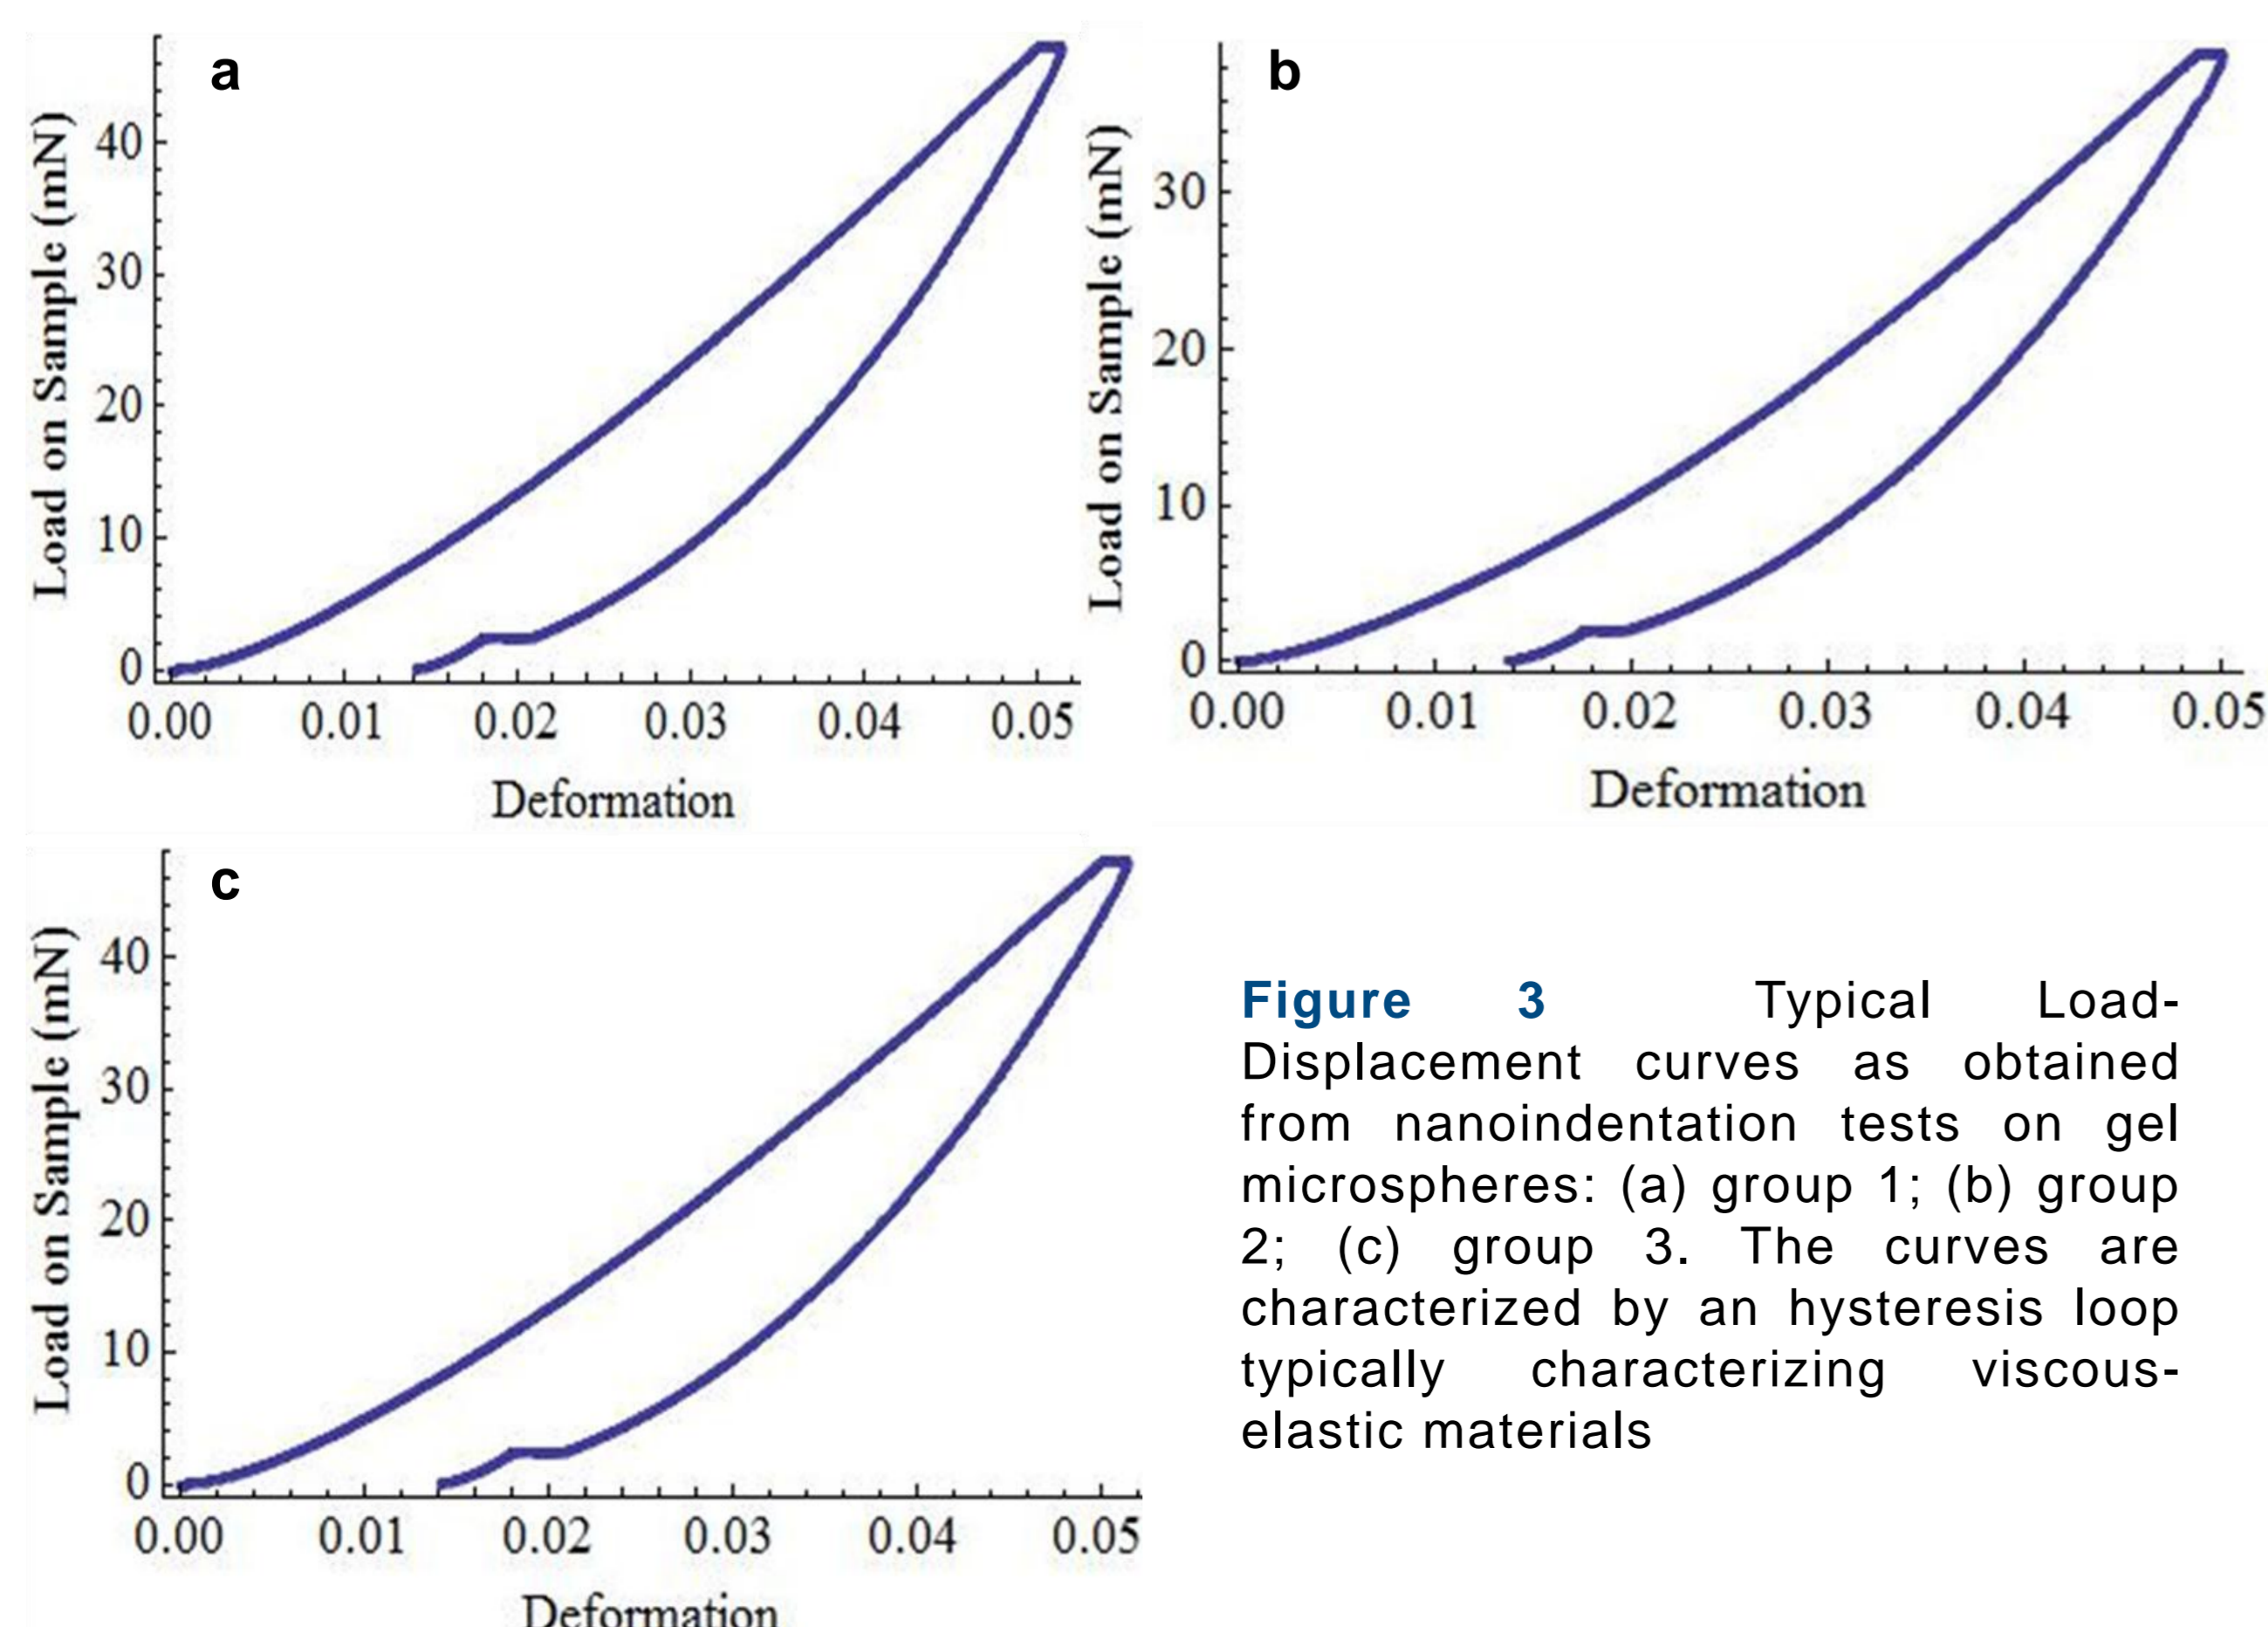 a
Load on Sample (mN)
40
30
20
10
0
0.00 0.01 0.02 0.03 0.04 0.05
Deformation
b
Load on Sample (mN)
30
20
10
0
0.00 0.01 0.02 0.03 0.04 0.05
Deformation
c
Load on Sample (mN)
40
30
20
10
0
0.00 0.01 0.02 0.03 0.04 0.05
Deformation
Figure 3 Typical Load-
Displacement curves as obtained
from nanoindentation tests on gel
microspheres: (a) group 1; (b) group
2; (c) group 3. The curves are
characterized by an hysteresis loop
typically characterizing viscous-
elastic materials